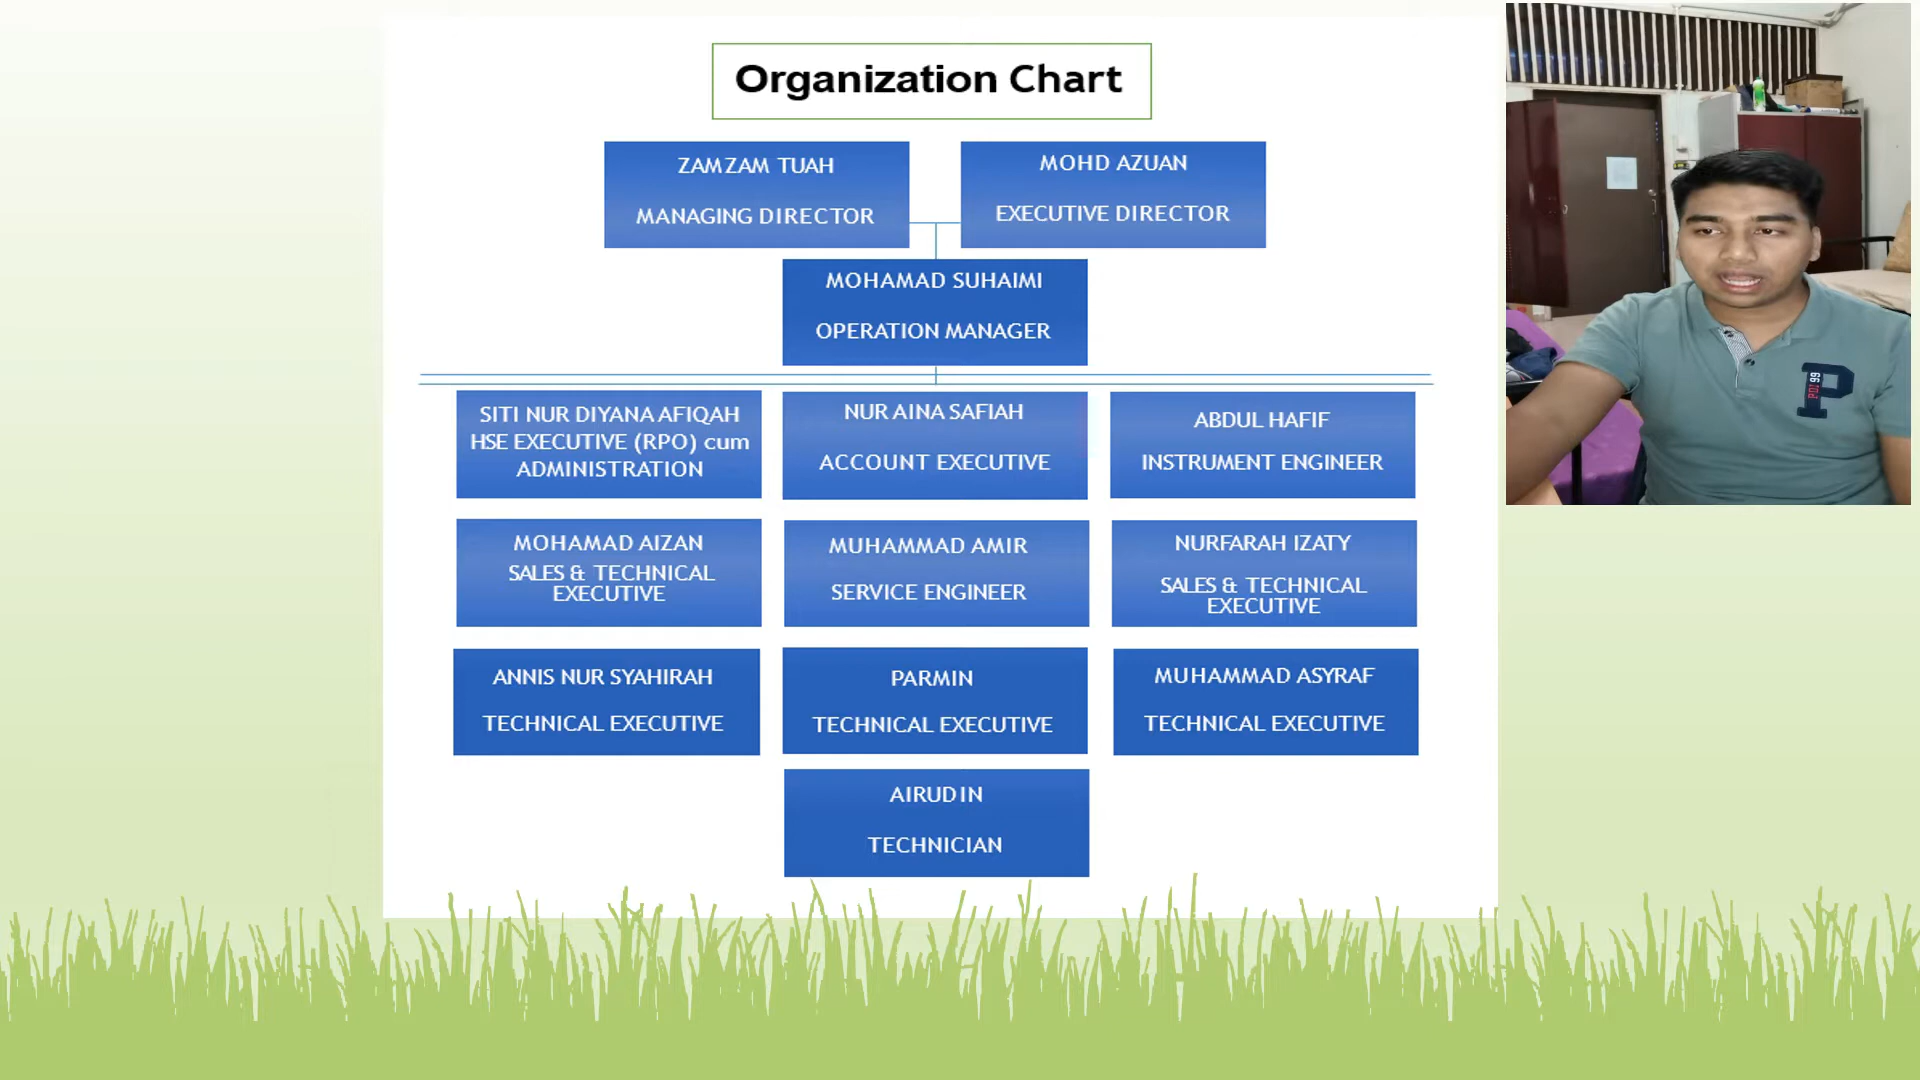 Organization Chart
ZAMZAM TUAH
MANAGING DIRECTOR
MOHD AZUAN
EXECUTIVE DIRECTOR
MOHAMAD SUHAIMI
OPERATION MANAGER
SITI NUR DIYANA AFIQAH
HSE EXECUTIVE (RPO) cum
ADMINISTRATION
NUR AINA SAFIAH
ACCOUNT EXECUTIVE
ABDUL HAFIF
INSTRUMENT ENGINEER
MOHAMAD AIZAN
SALES & TECHNICAL
EXECUTIVE
MUHAMMAD AMIR
SERVICE ENGINEER
NURFARAH IZATY
SALES & TECHNICAL
EXECUTIVE
ANNIS NUR SYAHIRAH
TECHNICAL EXECUTIVE
PARMIN
TECHNICAL EXECUTIVE
MUHAMMAD ASYRAF
TECHNICAL EXECUTIVE
AIRUDIN
TECHNICIAN
P